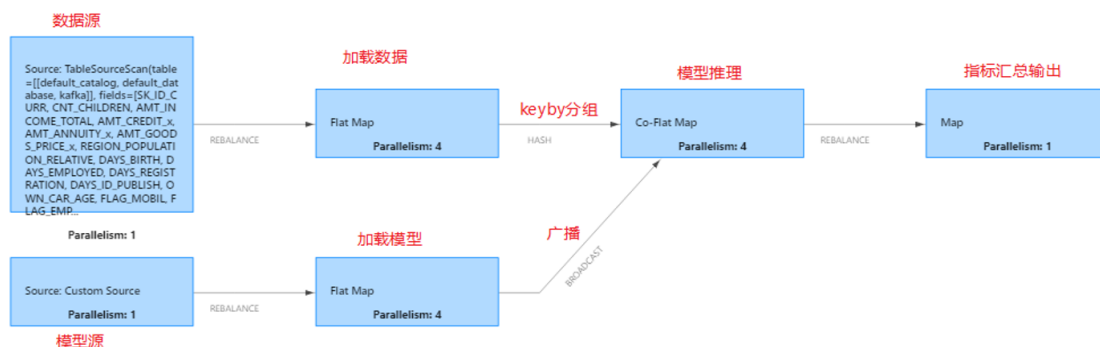 数据源
Source: TableSourceScan(table
=[[default_catalog, default_dat
abase, kafka]], fields=[SK_ID_C
URR, CNT_CHILDREN, AMT_IN
COME_TOTAL, AMT_CREDIT_x,
AMT_ANNUITY_x, AMT_GOOD
S_PRICE_x, REGION_POPULATI
ON_RELATIVE, DAYS_BIRTH, D
AYS_EMPLOYED, DAYS_REGIST
RATION, DAYS_ID_PUBLISH, O
WN_CAR_AGE, FLAG_MOBIL, F
LAG_EMP...
Parallelism: 1
REBALANCE
加载数据
Flat Map
Parallelism: 4
keyby分组
HASH
模型推理
Co-Flat Map
Parallelism: 4
REBALANCE
指标汇总输出
Map
Parallelism: 1
Source: Custom Source
Parallelism: 1
模型源
REBALANCE
加载模型
Flat Map
Parallelism: 4
广播
BROADCAST